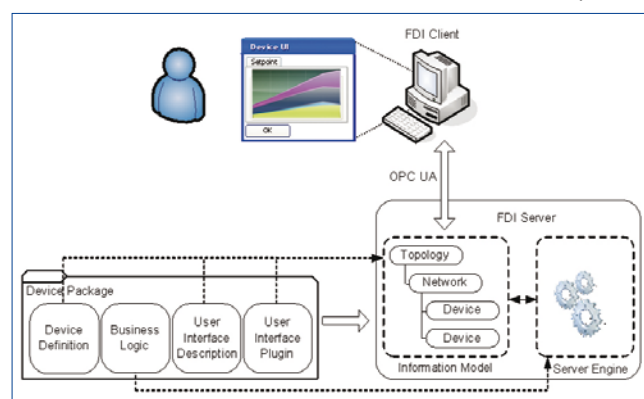 FDI Client
Device UI
Setpoint
OK
OPC UA
FDI Server
Topology
Network
Device
Device
Information Model
Server Engine
Device Package
Device
Definition
Business
Logic
User
Interface
Description
User
Interface
Plugin